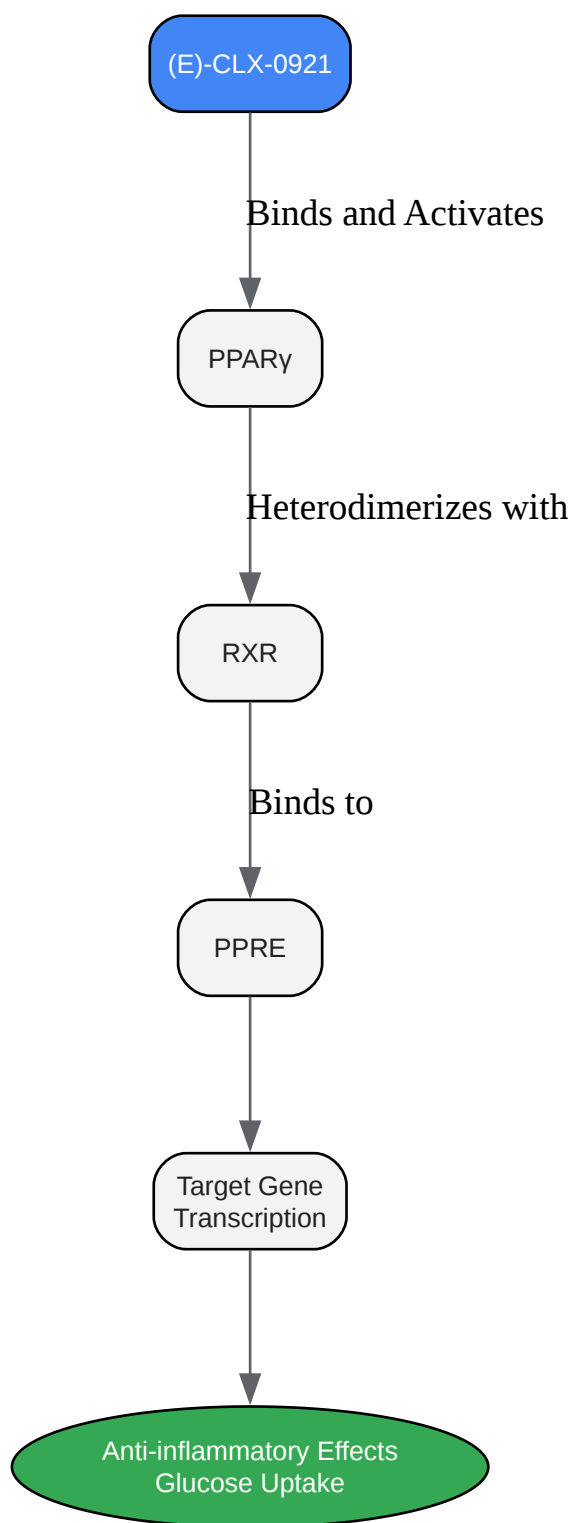 (E)-CLX-0921
Binds and Activates
PPARγ
Heterodimerizes with
RXR
Binds to
PPRE
Target Gene
Transcription
Anti-inflammatory Effects
Glucose Uptake